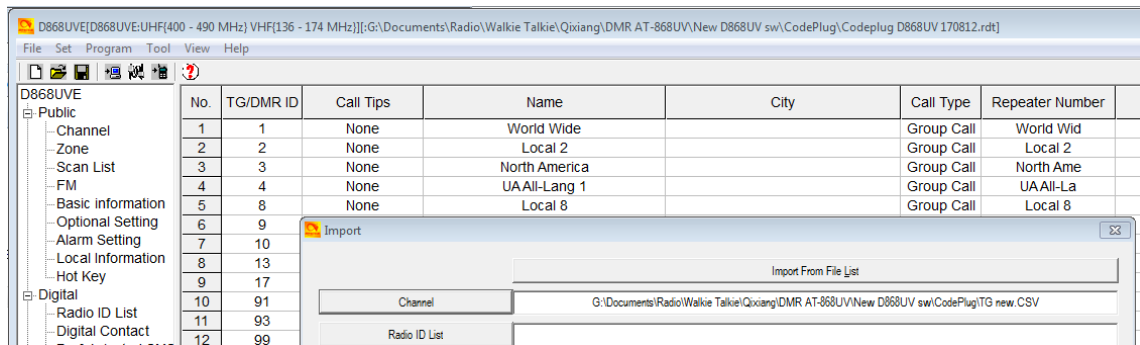 D868UVE[D868UVE:UHF{400 - 490 MHz} VHF{136 - 174 MHz}][:G:\Documents\Radio\Walkie Talkie\Qixiang\DMR AT-868UV\New D868UV sw\CodePlug\Codeplug D868UV 170812.rdt]
File Set Program Tool View Help
D868UVE
Public
Channel
Zone
Scan List
FM
Basic information
Optional Setting
Alarm Setting
Local Information
Hot Key
Digital
Radio ID List
Digital Contact
No. TG/DMR ID Call Tips Name City Call Type Repeater Number
1 1 None World Wide Group Call World Wid
2 2 None Local 2 Group Call Local 2
3 3 None North America Group Call North Ame
4 4 None UA All-Lang 1 Group Call UA All-La
5 8 None Local 8 Group Call Local 8
6 9
7 10
8 13
9 17
10 91
11 93
12 99
Import
Import From File List
Channel G:\Documents\Radio\Walkie Talkie\Qixiang\DMR AT-868UV\New D868UV sw\CodePlug\TG new.CSV
Radio ID List